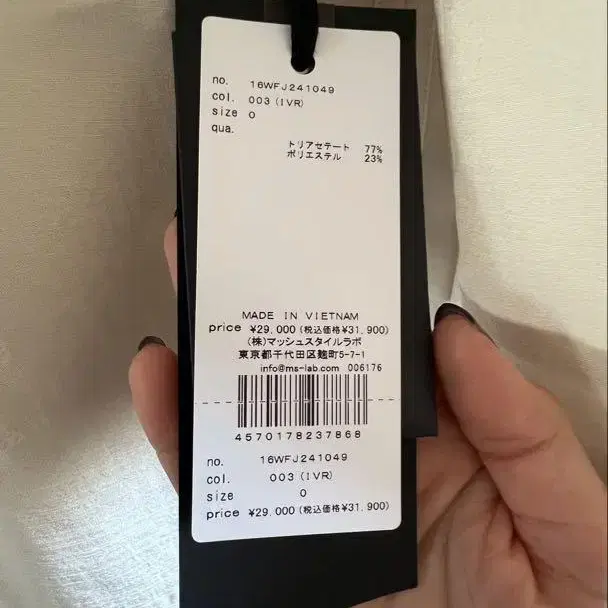 no. 16WFJ241049
col. 003 (IVR)
size 0
qua.
トリアセテート 77%
ポリエステル 23%
MADE IN VIETNAM
price ¥29.000 (税込価格¥31.900)
(株)マッシュスタイルラボ
東京都千代田区麹町5-7-1
info@ms-lab.com 006176
4570178237868
no. 16WFJ241049
col. 003 (IVR)
size 0
price ¥29.000 (税込価格¥31.900)